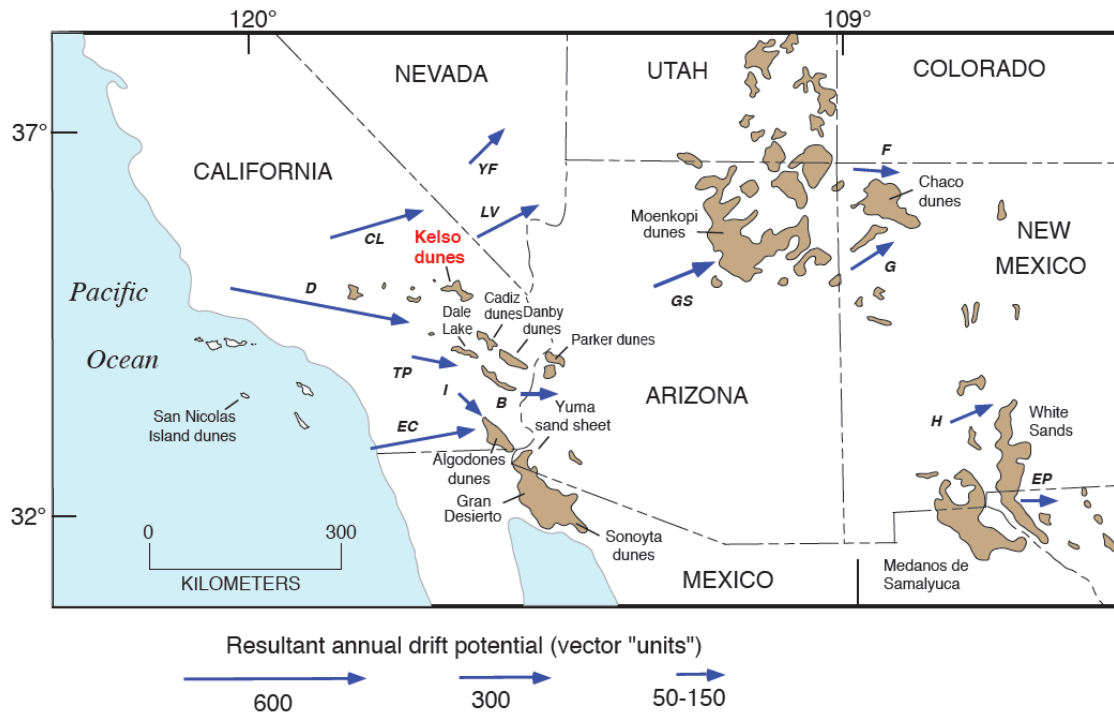 120°
109°
NEVADA
UTAH
COLORADO
37°
YF
F
CALIFORNIA
Chaco
dunes
LV
CL
Moenkopi
dunes
Kelso
dunes
NEW
MEXICO
G
GS
D
Pacific
Ocean
Cadiz
dunes
Danby
dunes
Dale
Lake
Parker dunes
TP
I
B
ARIZONA
San Nicolas
Island dunes
Yuma
sand sheet
H
White
Sands
EC
Algodones
dunes
EP
Gran
Desierto
32°
0
300
KILOMETERS
Sonoyta
dunes
MEXICO
Medanos de
Samalyuca
Resultant annual drift potential (vector "units")
600
300
50-150